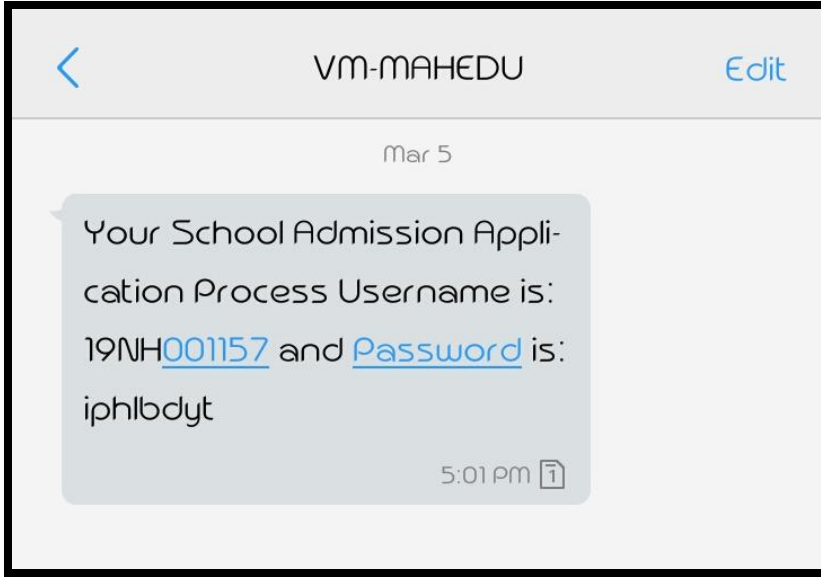 VM-MAHEDU
Edit
Mar 5
Your School Admission Appli-
cation Process Username is:
19NH001157 and Password is:
iphlbdyt
5:01 PM 1